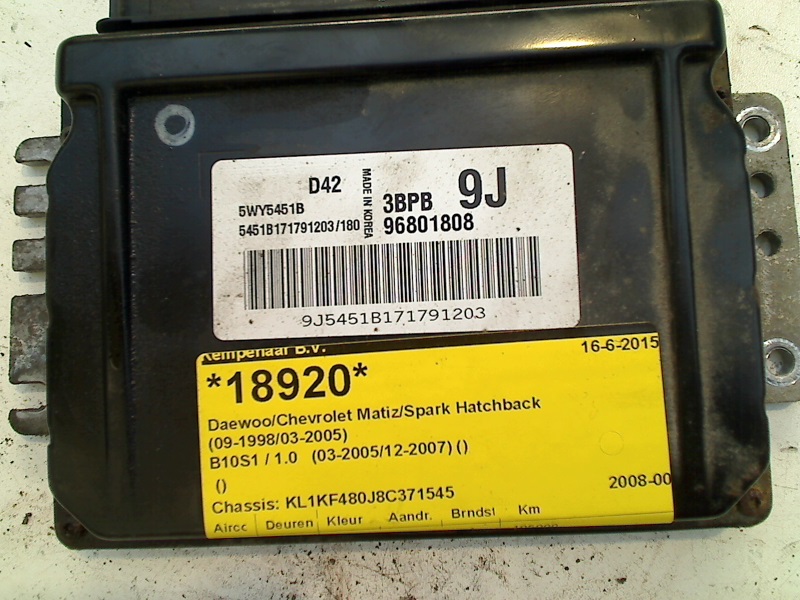 D42
5WY5451B
5451B171791203/180
MADE IN KOREA
3BPB 9J
96801808
9J5451B171791203
Kempenaar B.V.
16-6-2015
*18920*
Daewoo/Chevrolet Matiz/Spark Hatchback
(09-1998/03-2005)
B10S1 / 1.0 (03-2005/12-2007) ()
()
2008-00
Chassis: KL1KF480J8C371545
Airco Deuren Kleur Aandr. Brndst Km